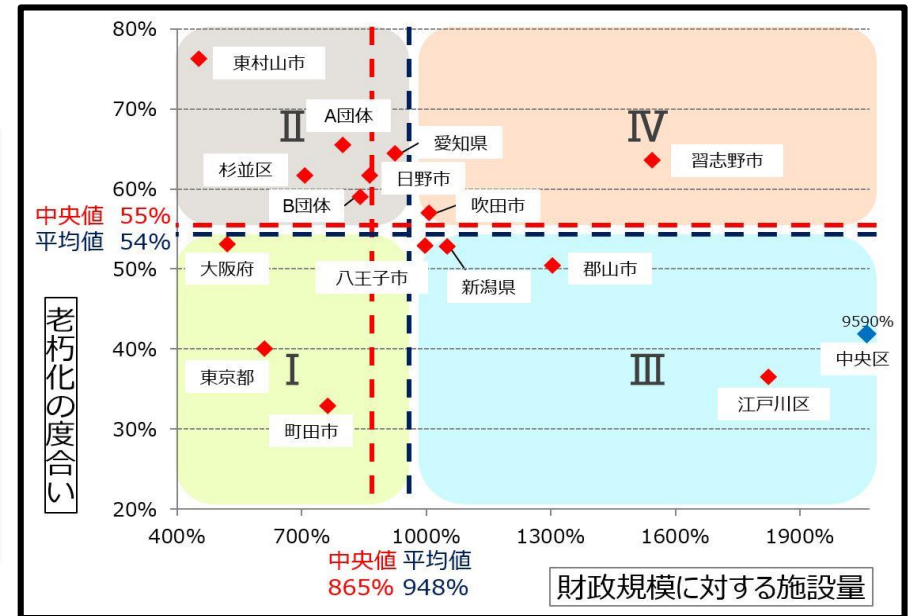 80%
東村山市
70%
A団体
Ⅱ
Ⅳ
愛知県
習志野市
杉並区
日野市
60%
B団体
吹田市
中央値 55%
平均値 54%
50%
大阪府
八王子市
新潟県
郡山市
9590%
中央区
40%
東京都
Ⅰ
Ⅲ
江戸川区
町田市
30%
老朽化の度合い
20%
400%
700%
1000%
1300%
1600%
1900%
中央値 平均値
865% 948%
財政規模に対する施設量